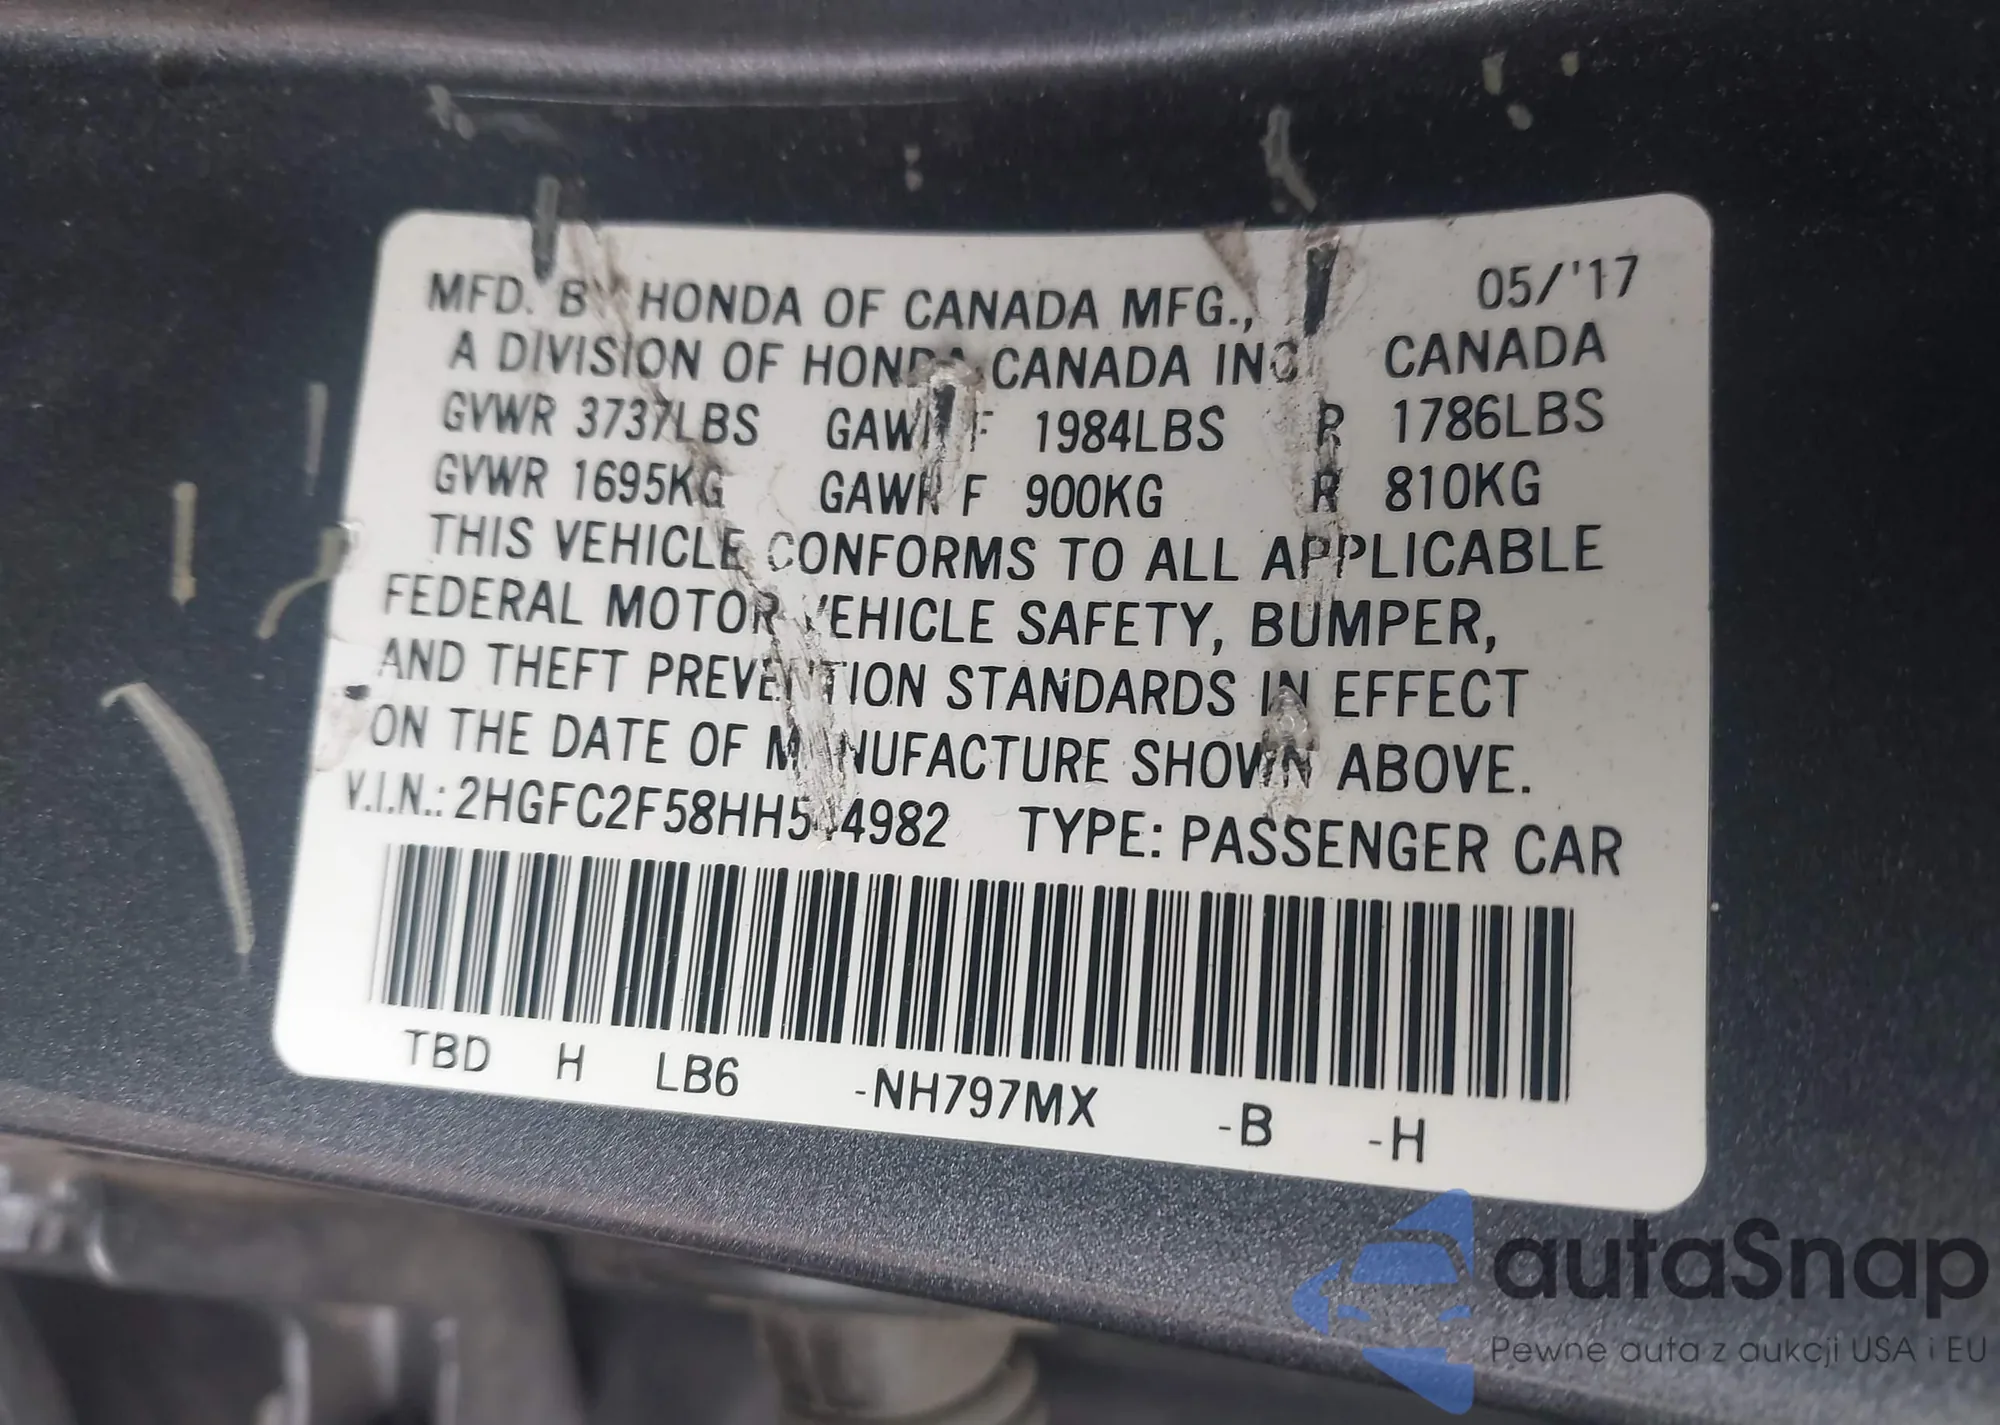 MFD. BY HONDA OF CANADA MFG., 05/'17
A DIVISION OF HONDA CANADA INC CANADA
GVWR 3737LBS GAWR F 1984LBS R 1786LBS
GVWR 1695KG GAWR F 900KG R 810KG
THIS VEHICLE CONFORMS TO ALL APPLICABLE
FEDERAL MOTOR VEHICLE SAFETY, BUMPER,
AND THEFT PREVENTION STANDARDS IN EFFECT
ON THE DATE OF MANUFACTURE SHOWN ABOVE.
V.I.N.: TYPE: PASSENGER CAR
TBD H LB6 -NH797MX -B -H
autaSnap
Pewne auta z aukcji USA i EU